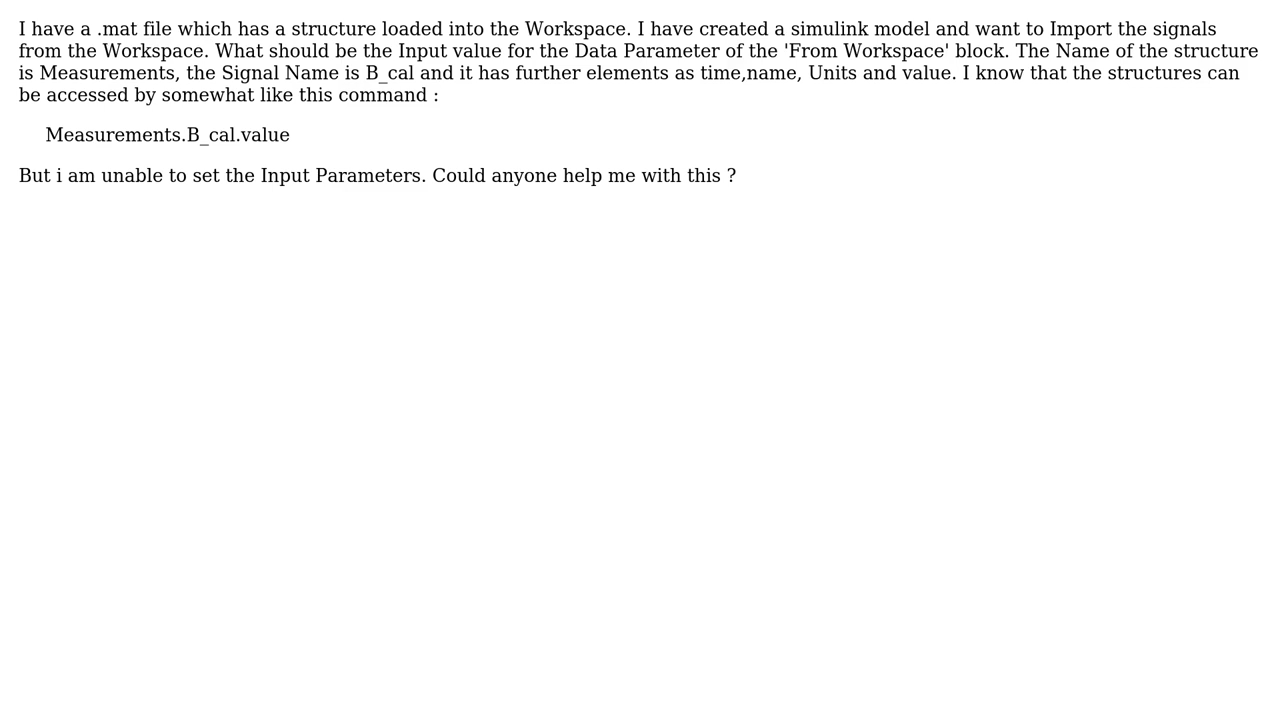 I have a .mat file which has a structure loaded into the Workspace. I have created a simulink model and want to Import the signals
from the Workspace. What should be the Input value for the Data Parameter of the 'From Workspace' block. The Name of the structure
is Measurements, the Signal Name is B_cal and it has further elements as time,name, Units and value. I know that the structures can
be accessed by somewhat like this command :
Measurements.B_cal.value
But i am unable to set the Input Parameters. Could anyone help me with this ?